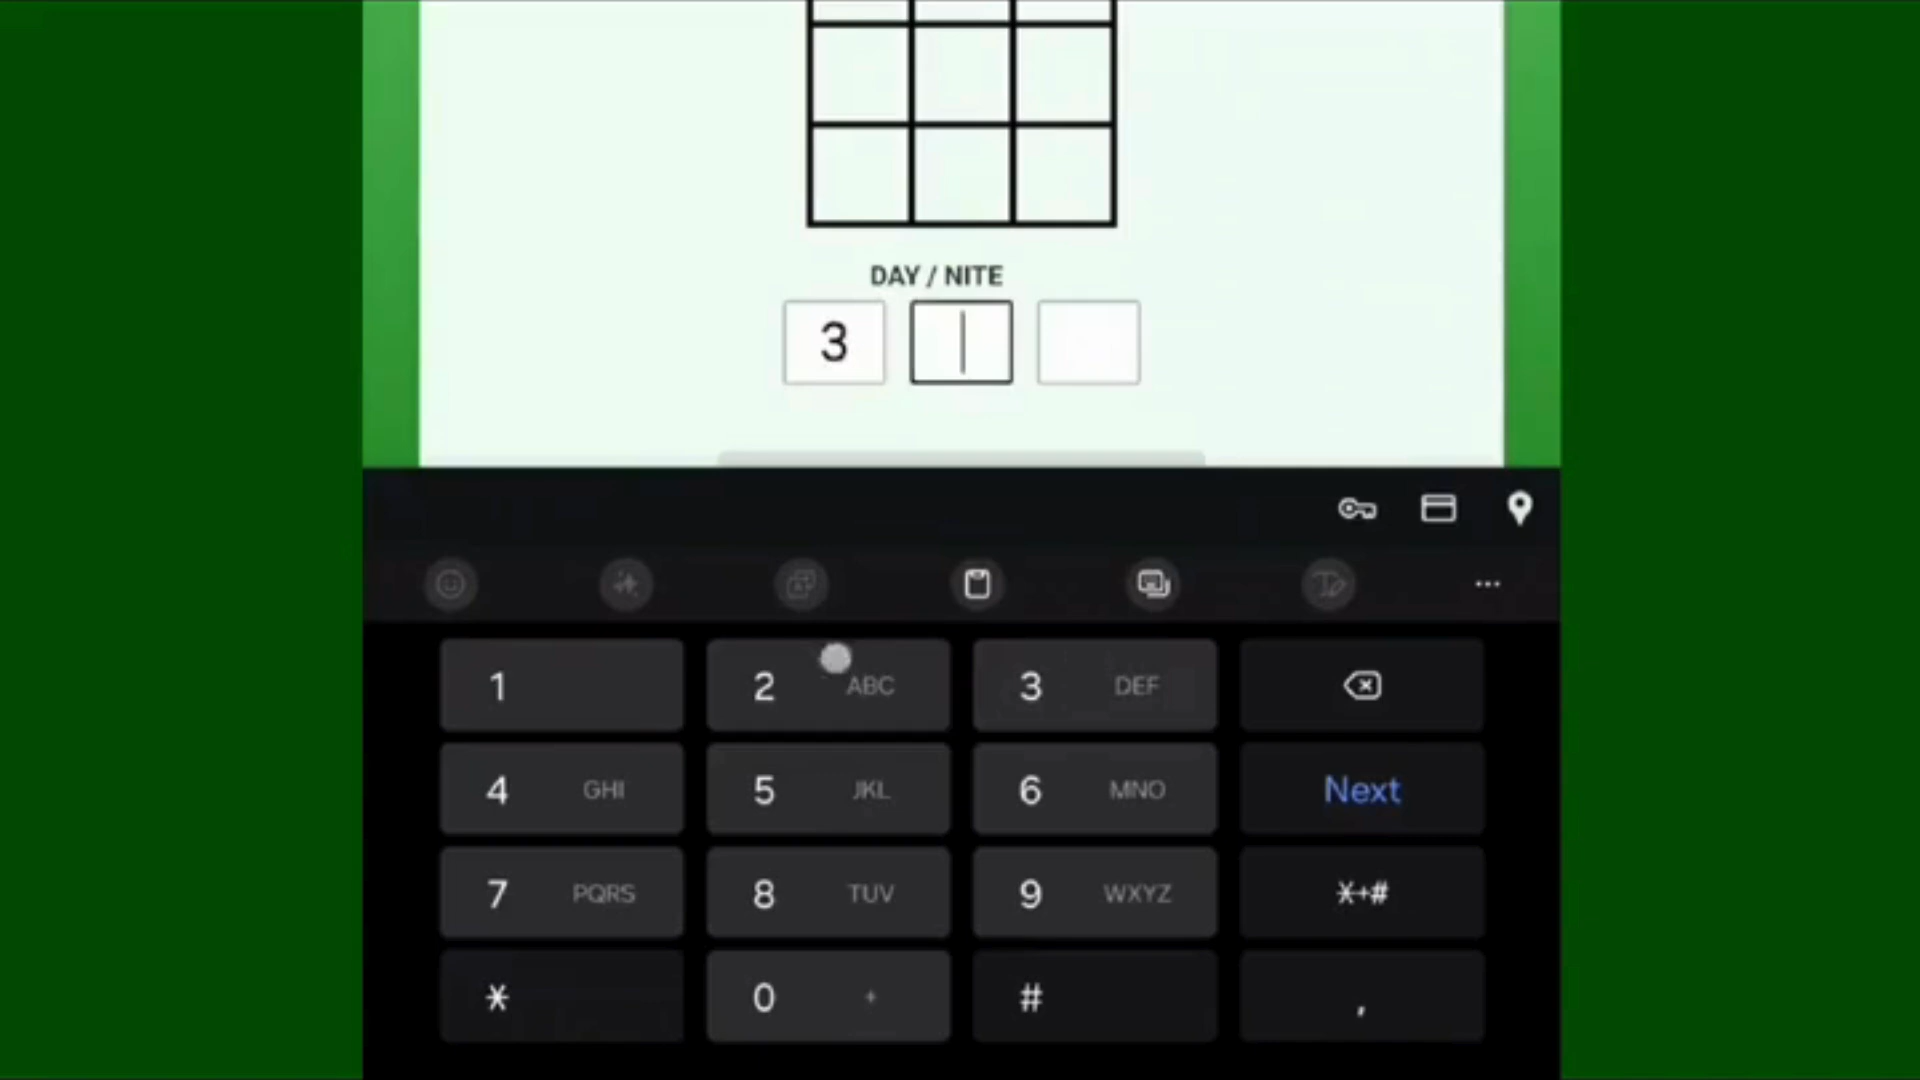 DAY / NITE
3
1
2 ABC
3 DEF
4 GHI
5 JKL
6 MNO
Next
7 PQRS
8 TUV
9 WXYZ
*+#
*
0 +
#
,